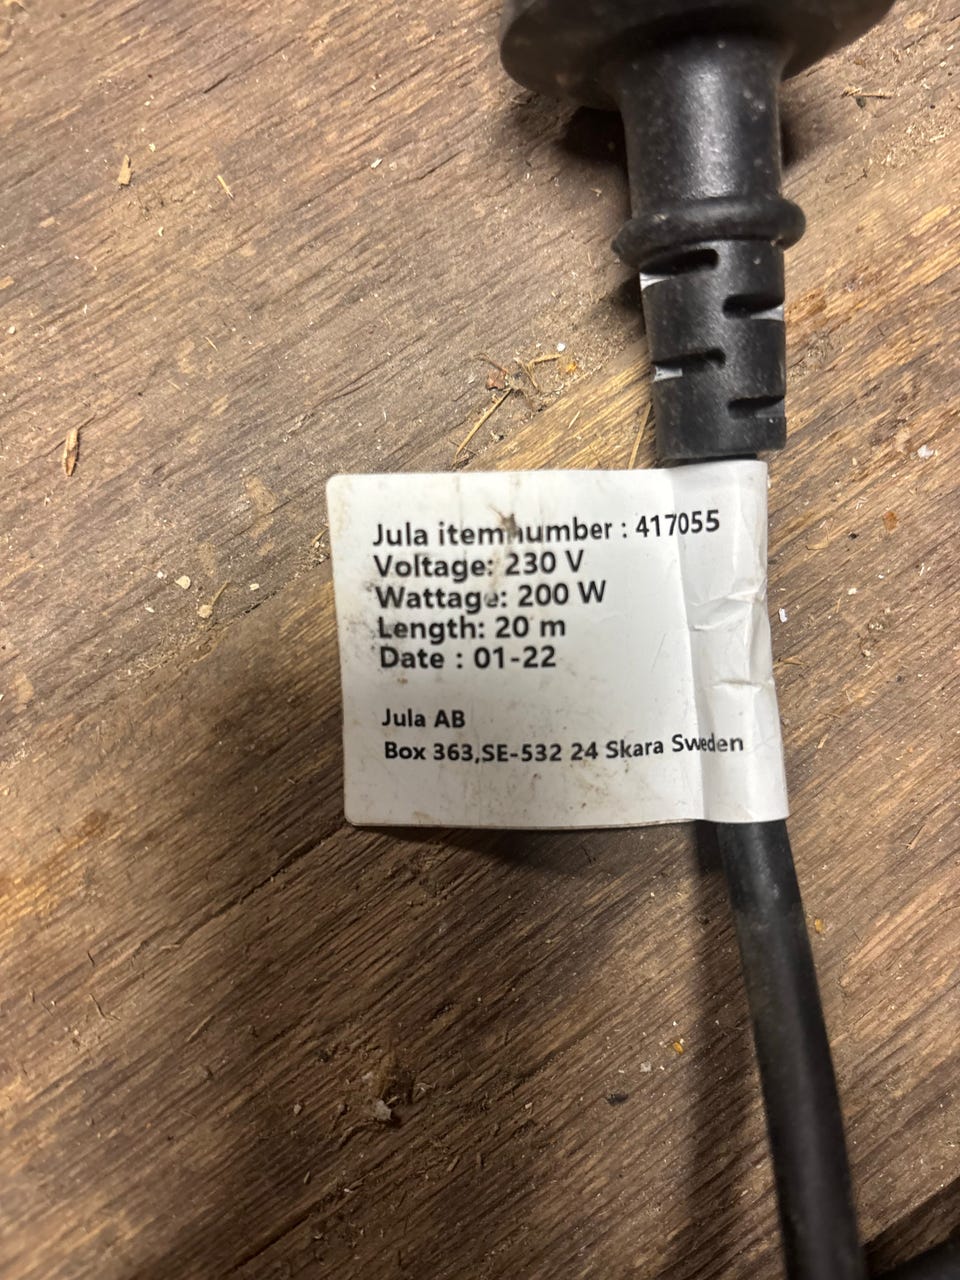 Jula itemnumber : 417055
Voltage: 230 V
Wattage: 200 W
Length: 20 m
Date : 01-22
Jula AB
Box 363,SE-532 24 Skara Sweden